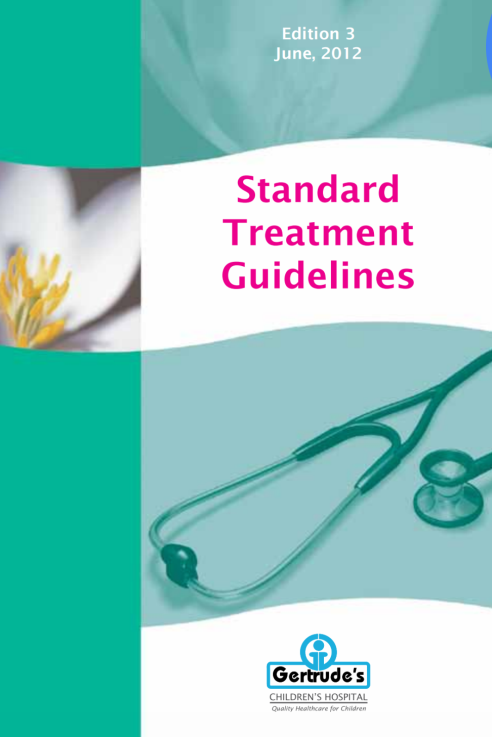 Edition 3
June, 2012
Standard
Treatment
Guidelines
Gertrude's
CHILDREN'S HOSPITAL
Quality Healthcare for Children